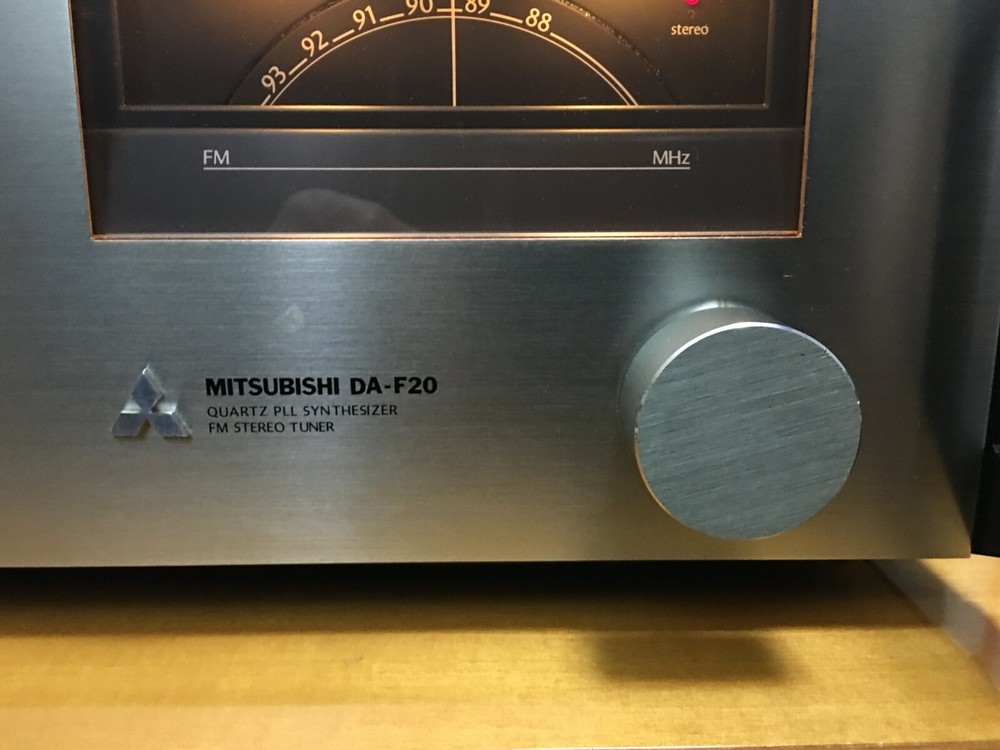 93 92 91 90 89 88
stereo
FM MHz
MITSUBISHI DA-F20
QUARTZ PLL SYNTHESIZER
FM STEREO TUNER